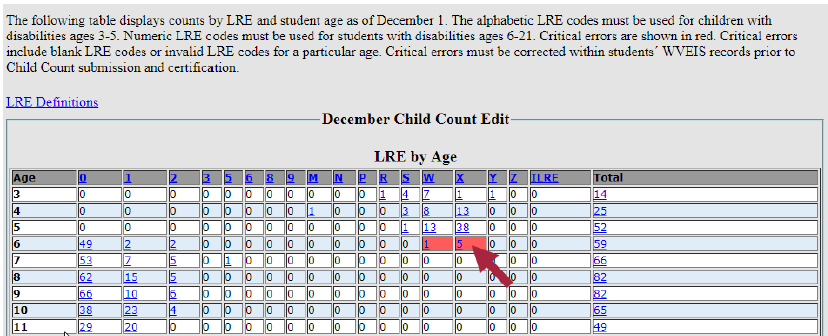 The following table displays counts by LRE and student age as of December 1. The alphabetic LRE codes must be used for children with
disabilities ages 3-5. Numeric LRE codes must be used for students with disabilities ages 6-21. Critical errors are shown in red. Critical errors
include blank LRE codes or invalid LRE codes for a particular age. Critical errors must be corrected within students´ WVEIS records prior to
Child Count submission and certification.
LRE Definitions
December Child Count Edit
LRE by Age
Age 0 1 2 3 5 6 8 9 M N P R S W X Y Z ILRE Total
3 0 0 0 0 0 0 0 0 0 0 0 1 4 7 1 1 0 0 14
4 0 0 0 0 0 0 0 0 1 0 0 0 3 8 13 0 0 0 25
5 0 0 0 0 0 0 0 0 0 0 0 0 1 13 38 0 0 0 52
6 49 2 2 0 0 0 0 0 0 0 0 0 0 1 5 0 0 0 59
7 53 7 5 0 1 0 0 0 0 0 0 0 0 0 0 0 0 0 66
8 62 15 5 0 0 0 0 0 0 0 0 0 0 0 0 0 0 0 82
9 66 10 6 0 0 0 0 0 0 0 0 0 0 0 0 0 0 0 82
10 38 23 4 0 0 0 0 0 0 0 0 0 0 0 0 0 0 0 65
11 29 20 0 0 0 0 0 0 0 0 0 0 0 0 0 0 0 0 49